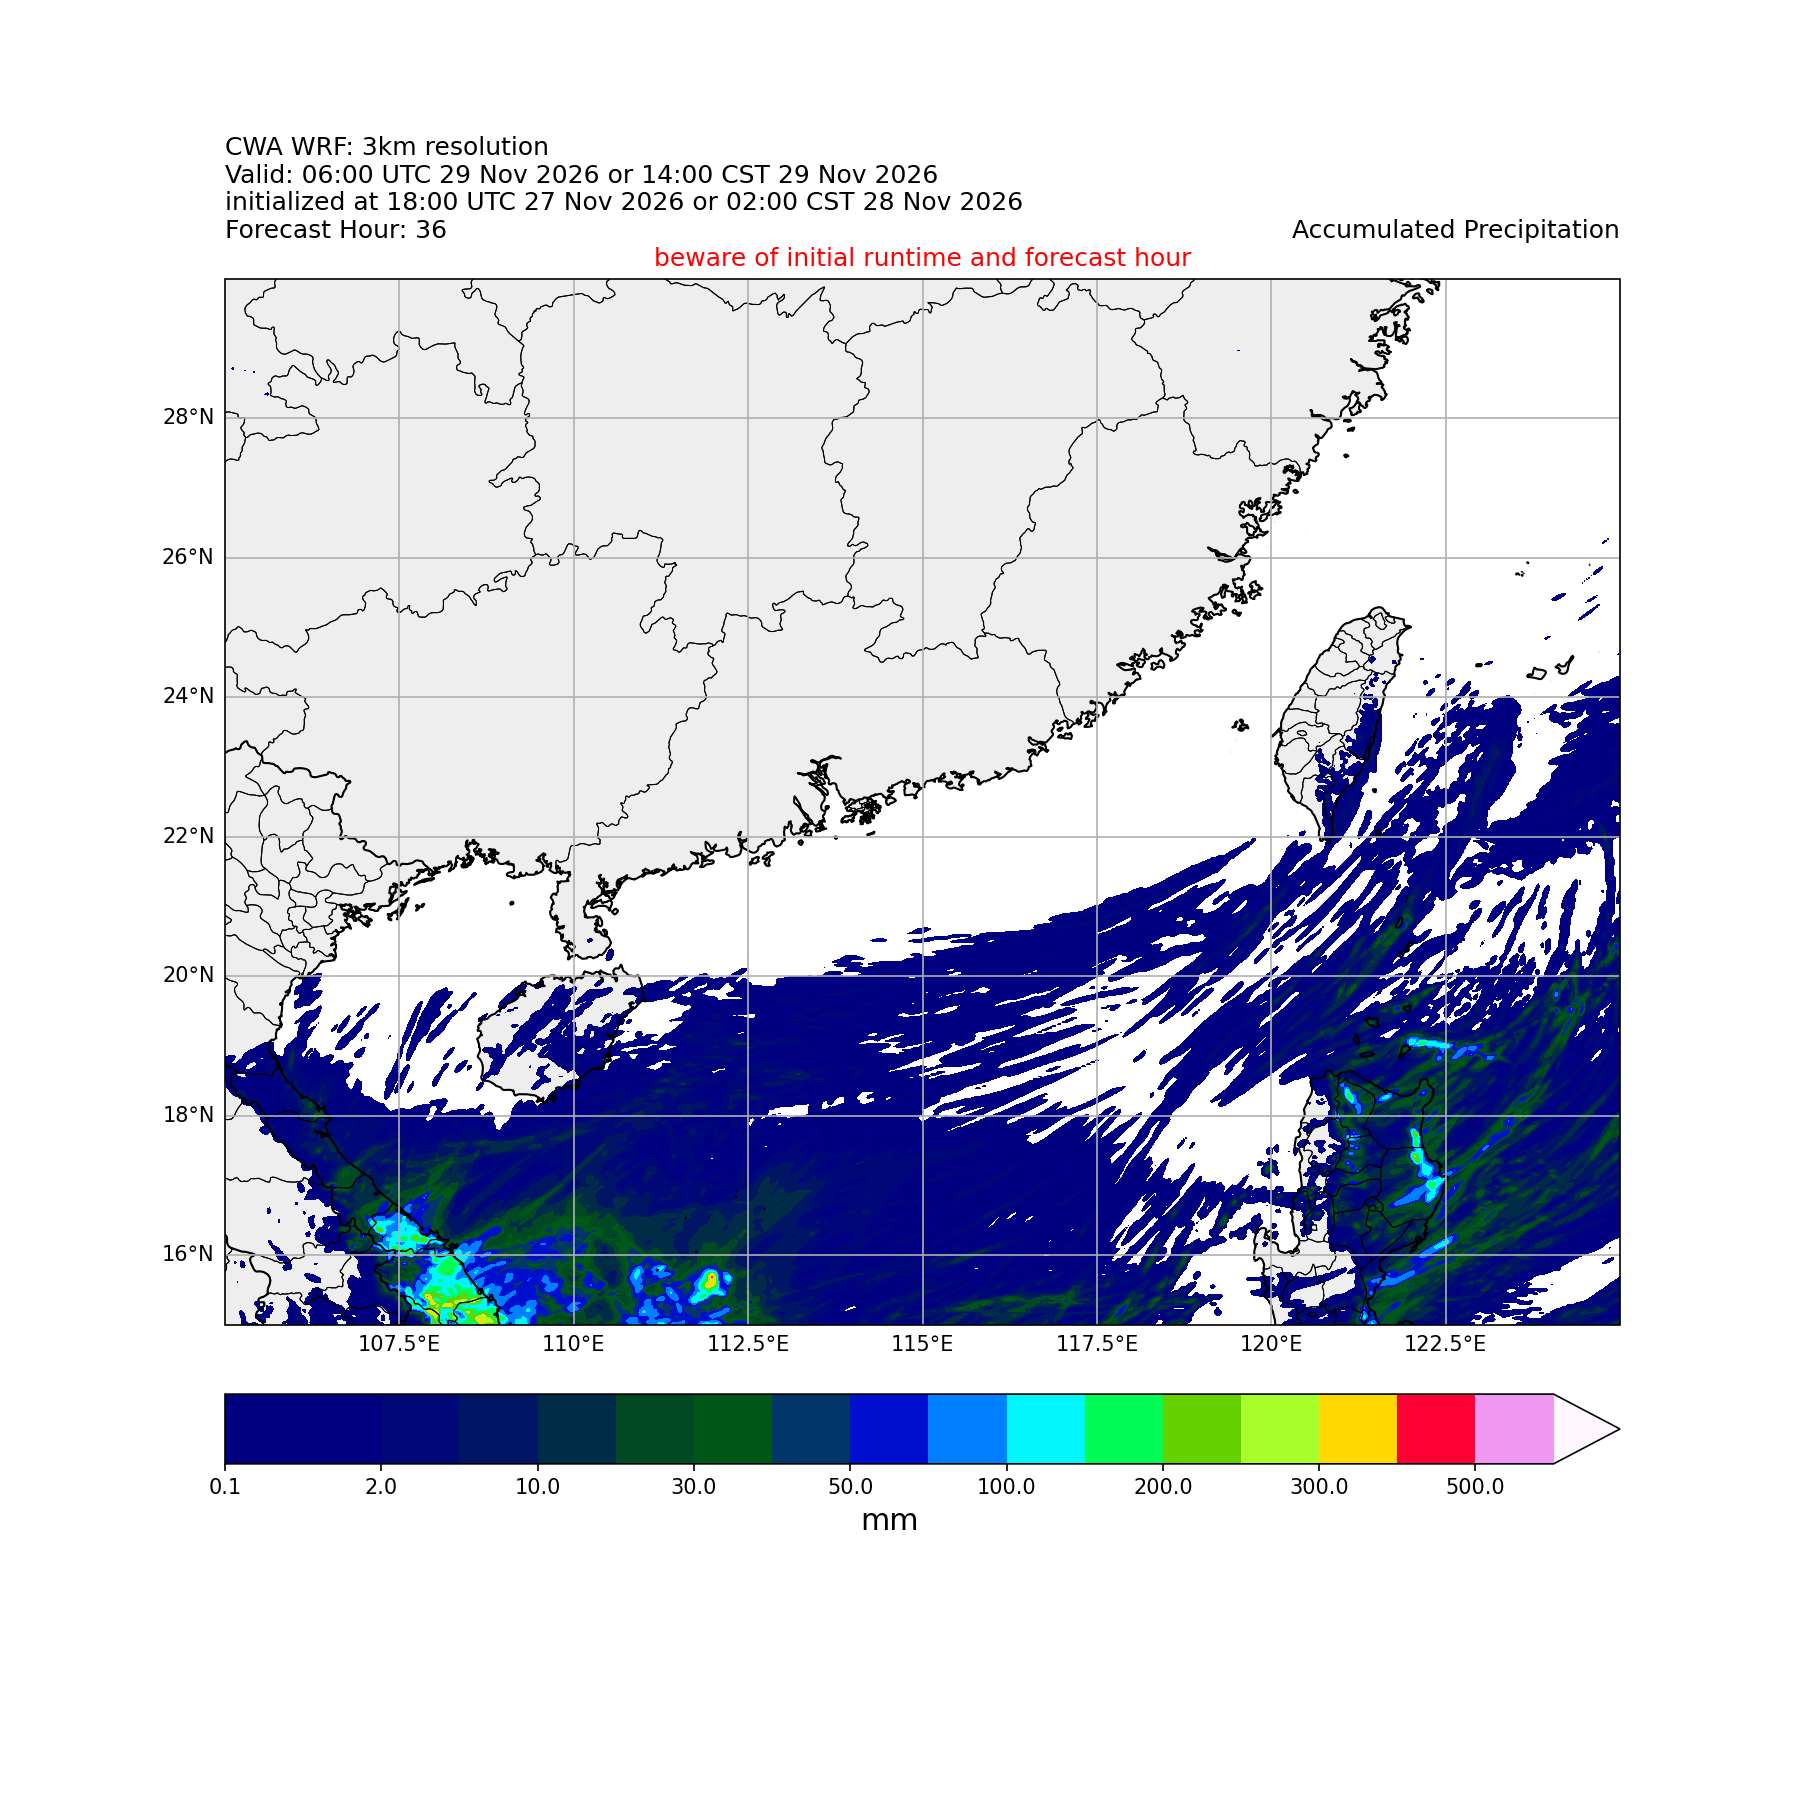 CWA WRF: 3km resolution
Valid: 06:00 UTC 29 Nov 2026 or 14:00 CST 29 Nov 2026
initialized at 18:00 UTC 27 Nov 2026 or 02:00 CST 28 Nov 2026
Forecast Hour: 36
Accumulated Precipitation
beware of initial runtime and forecast hour
28°N
26°N
24°N
22°N
20°N
18°N
16°N
107.5°E 110°E 112.5°E 115°E 117.5°E 120°E 122.5°E
0.1 2.0 10.0 30.0 50.0 100.0 200.0 300.0 500.0
mm